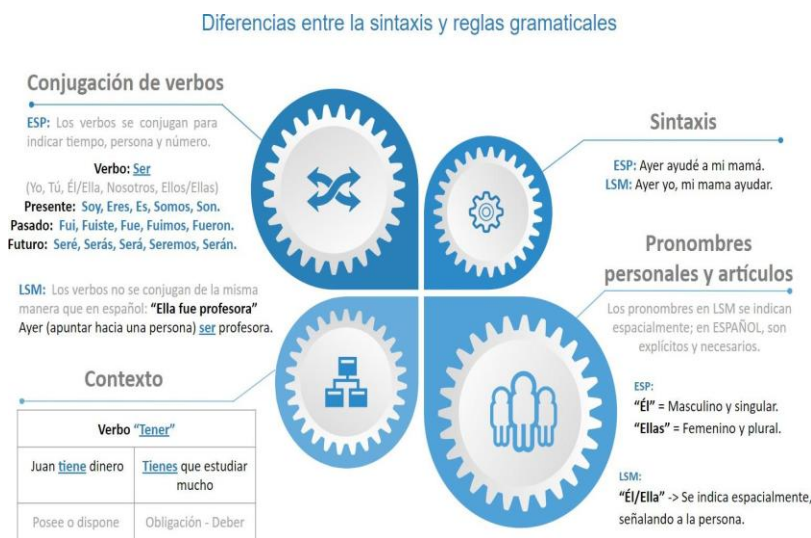 Diferencias entre la sintaxis y reglas gramaticales
Conjugación de verbos
ESP: Los verbos se conjugan para
indicar tiempo, persona y número.
Verbo: Ser
(Yo, Tú, Él/Ella, Nosotros, Ellos/Ellas)
Presente: Soy, Eres, Es, Somos, Son.
Pasado: Fui, Fuiste, Fue, Fuimos, Fueron.
Futuro: Seré, Serás, Será, Seremos, Serán.
LSM: Los verbos no se conjugan de la misma
manera que en español: “Ella fue profesora”
Ayer (apuntar hacia una persona) ser profesora.
Contexto
Verbo “Tener”
Juan tiene dinero
Tienes que estudiar
mucho
Posee o dispone
Obligación - Deber
Sintaxis
ESP: Ayer ayudé a mi mamá.
LSM: Ayer yo, mi mama ayudar.
Pronombres
personales y artículos
Los pronombres en LSM se indican
espacialmente; en ESPAÑOL, son
explícitos y necesarios.
ESP:
“Él” = Masculino y singular.
“Ellas” = Femenino y plural.
LSM:
“Él/Ella” -> Se indica espacialmente,
señalando a la persona.